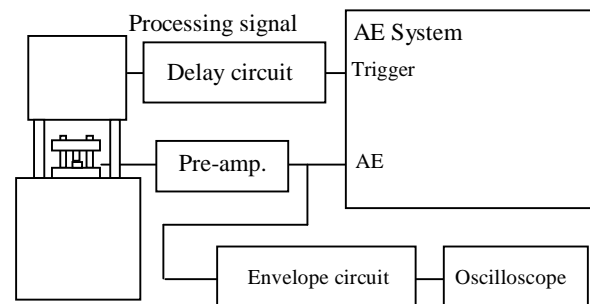 Processing signal
AE System
Delay circuit
Trigger
Pre-amp.
AE
Envelope circuit
Oscilloscope